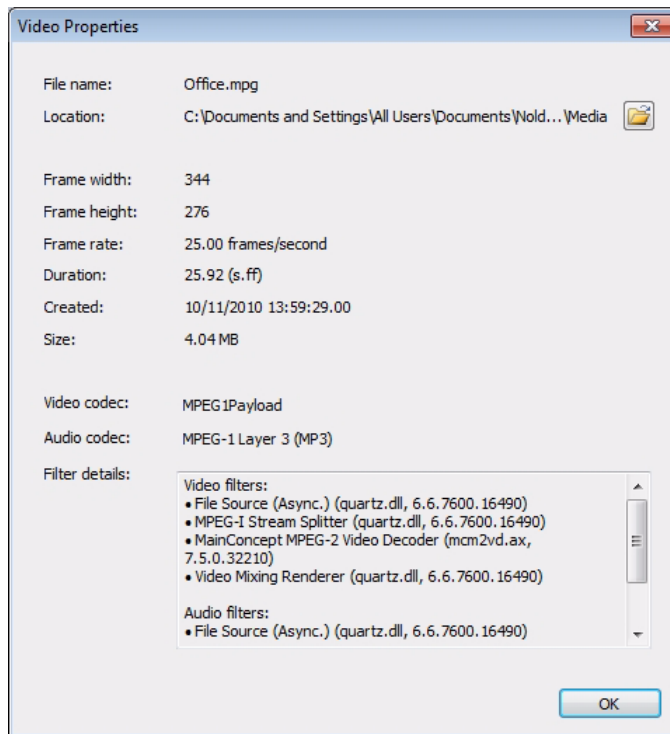 Video Properties
File name: Office.mpg
Location: C:\Documents and Settings\All Users\Documents\Nold...\Media
Frame width: 344
Frame height: 276
Frame rate: 25.00 frames/second
Duration: 25.92 (s.ff)
Created: 10/11/2010 13:59:29.00
Size: 4.04 MB
Video codec: MPEG1Payload
Audio codec: MPEG-1 Layer 3 (MP3)
Filter details:
Video filters:
• File Source (Async.) (quartz.dll, 6.6.7600.16490)
• MPEG-I Stream Splitter (quartz.dll, 6.6.7600.16490)
• MainConcept MPEG-2 Video Decoder (mcm2vd.ax,
7.5.0.32210)
• Video Mixing Renderer (quartz.dll, 6.6.7600.16490)
Audio filters:
• File Source (Async.) (quartz.dll, 6.6.7600.16490)
OK